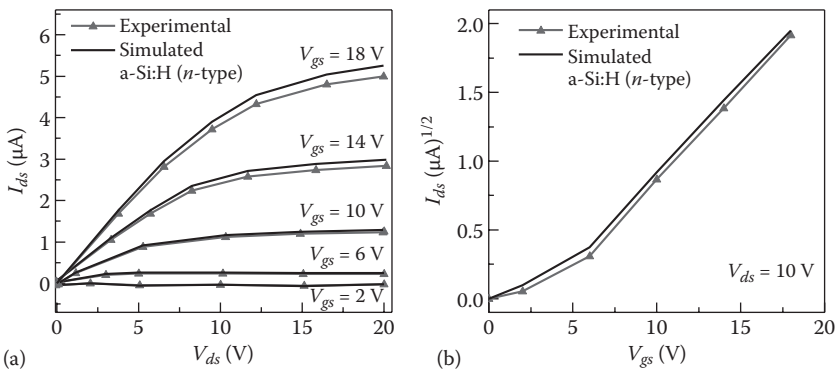 Experimental
Simulated
a-Si:H (n-type)
V_gs = 18 V
V_gs = 14 V
V_gs = 10 V
V_gs = 6 V
V_gs = 2 V
I_ds (μA)
6
5
4
3
2
1
0
0
5
10
15
20
V_ds (V)
(a)
Experimental
Simulated
a-Si:H (n-type)
V_ds = 10 V
I_ds (μA)^1/2
2.0
1.5
1.0
0.5
0.0
0
5
10
15
20
V_gs (V)
(b)